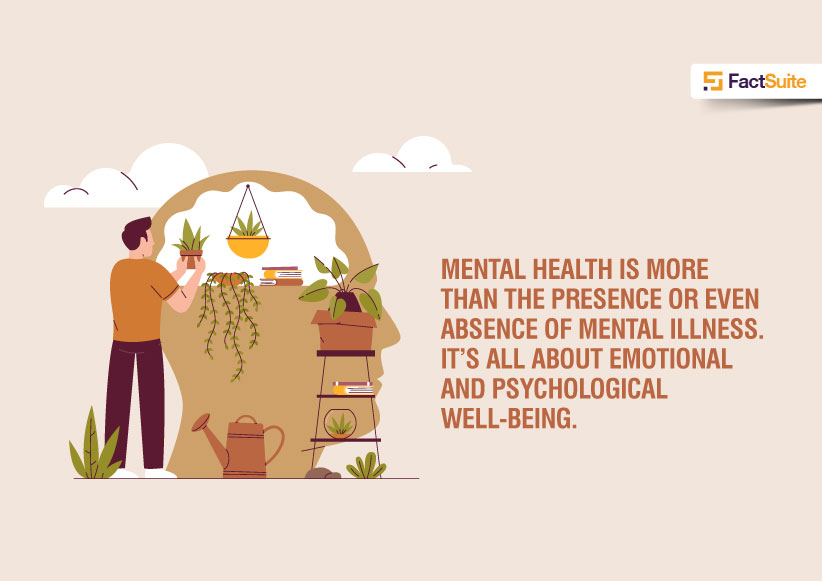 FactSuite
MENTAL HEALTH IS MORE
THAN THE PRESENCE OR EVEN
ABSENCE OF MENTAL ILLNESS.
IT’S ALL ABOUT EMOTIONAL
AND PSYCHOLOGICAL
WELL-BEING.